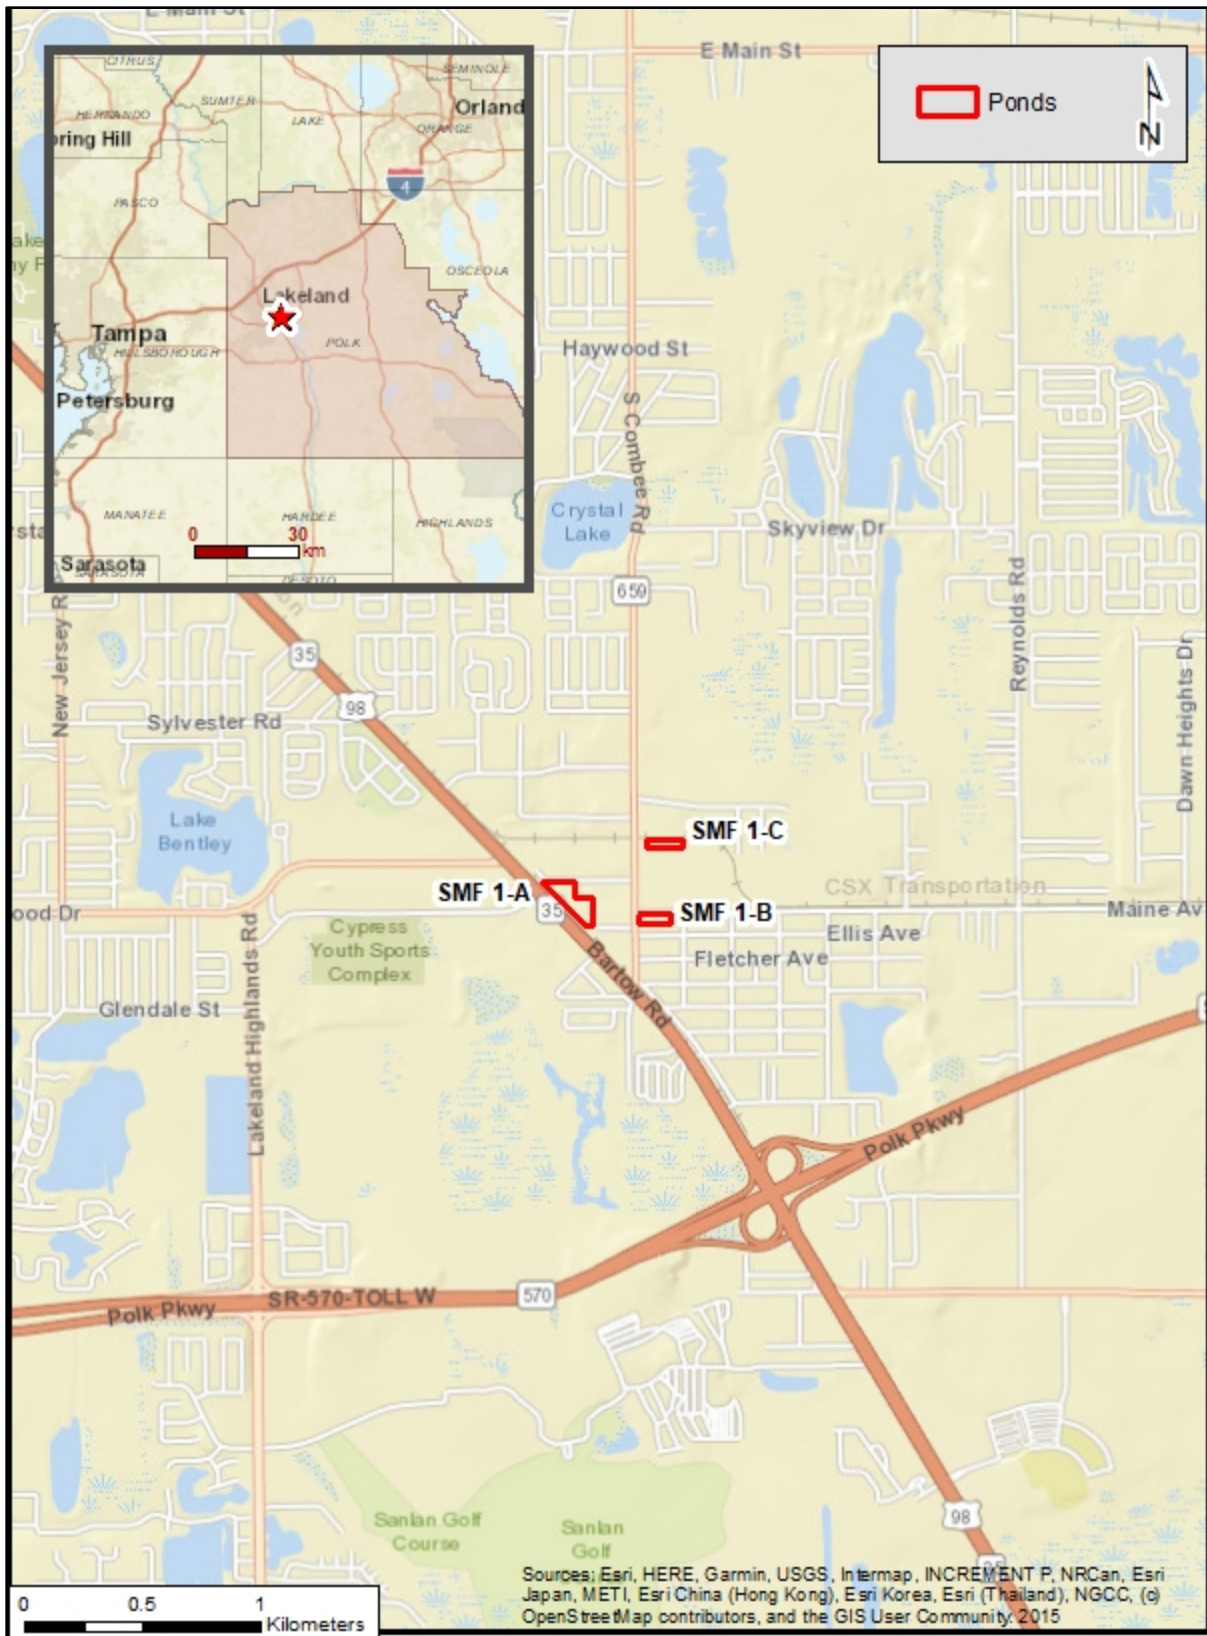 E Main St
E Main St
Ponds
N
CITRUS
SEMINOLE
SUMTER
HERNANDO
LAKE
Orland
ORANGE
pring Hill
4
PASCO
OSCEOLA
Lakeland
Tampa
HILLSBOROUGH
POLK
Petersburg
MANATEE
HARDEE
HIGHLANDS
0 30
km
Sarasota
SARASOTA
DESOTO
Haywood St
S Combee Rd
Crystal
Lake
Skyview Dr
659
Reynolds Rd
New Jersey R
35
98
Sylvester Rd
Dawn Heights Dr
Lake
Bentley
SMF 1-C
SMF 1-A
35
CSX Transportation
SMF 1-B
ood Dr
Maine Av
Ellis Ave
Cypress
Youth Sports
Complex
Fletcher Ave
Bartow Rd
Lakeland Highlands Rd
Glendale St
Polk Pkwy
SR-570-TOLL W
570
Polk Pkwy
98
35
Sanlan Golf
Course
Sanlan
Golf
Sources: Esri, HERE, Garmin, USGS, Intermap, INCREMENT P, NRCan, Esri
Japan, METI, Esri China (Hong Kong), Esri Korea, Esri (Thailand), NGCC, (c)
OpenStreetMap contributors, and the GIS User Community. 2015
0 0.5 1
Kilometers